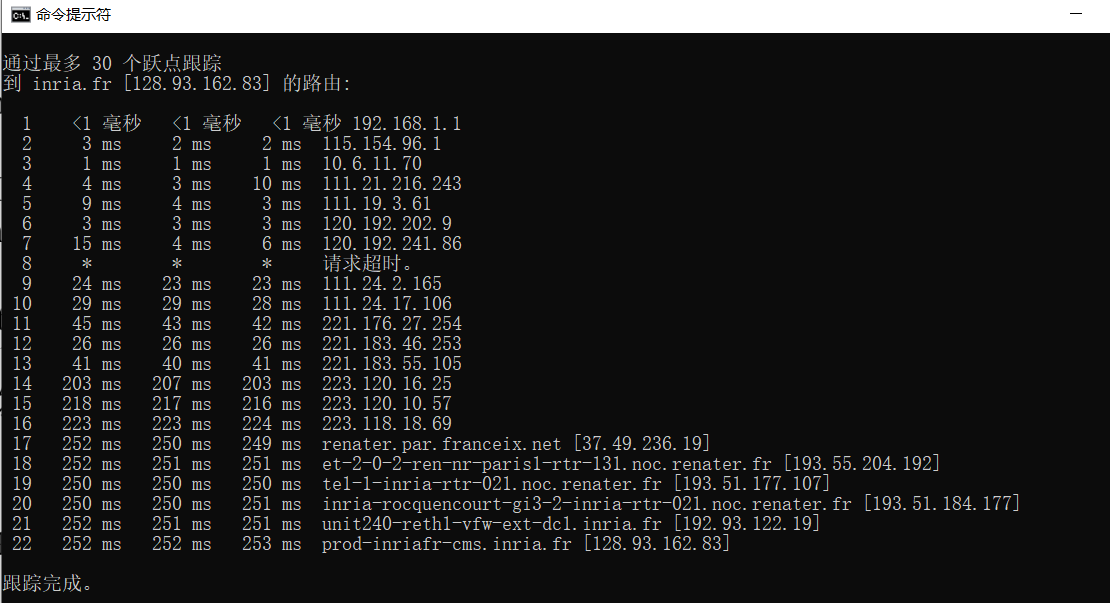 命令提示符
通过最多 30 个跃点跟踪
到 inria.fr [128.93.162.83] 的路由:
1 <1 毫秒 <1 毫秒 <1 毫秒 192.168.1.1
2 3 ms 2 ms 2 ms 115.154.96.1
3 1 ms 1 ms 1 ms 10.6.11.70
4 4 ms 3 ms 10 ms 111.21.216.243
5 9 ms 4 ms 3 ms 111.19.3.61
6 3 ms 3 ms 3 ms 120.192.202.9
7 15 ms 4 ms 6 ms 120.192.241.86
8 * * * 请求超时。
9 24 ms 23 ms 23 ms 111.24.2.165
10 29 ms 29 ms 28 ms 111.24.17.106
11 45 ms 43 ms 42 ms 221.176.27.254
12 26 ms 26 ms 26 ms 221.183.46.253
13 41 ms 40 ms 41 ms 221.183.55.105
14 203 ms 207 ms 203 ms 223.120.16.25
15 218 ms 217 ms 216 ms 223.120.10.57
16 223 ms 223 ms 224 ms 223.118.18.69
17 252 ms 250 ms 249 ms renater.par.franceix.net [37.49.236.19]
18 252 ms 251 ms 251 ms et-2-0-2-ren-nr-paris1-rtr-131.noc.renater.fr [193.55.204.192]
19 250 ms 250 ms 250 ms te1-1-inria-rtr-021.noc.renater.fr [193.51.177.107]
20 250 ms 250 ms 251 ms inria-rocquencourt-gi3-2-inria-rtr-021.noc.renater.fr [193.51.184.177]
21 252 ms 251 ms 251 ms unit240-reth1-vfw-ext-dc1.inria.fr [192.93.122.19]
22 252 ms 252 ms 253 ms prod-inriafr-cms.inria.fr [128.93.162.83]
跟踪完成。